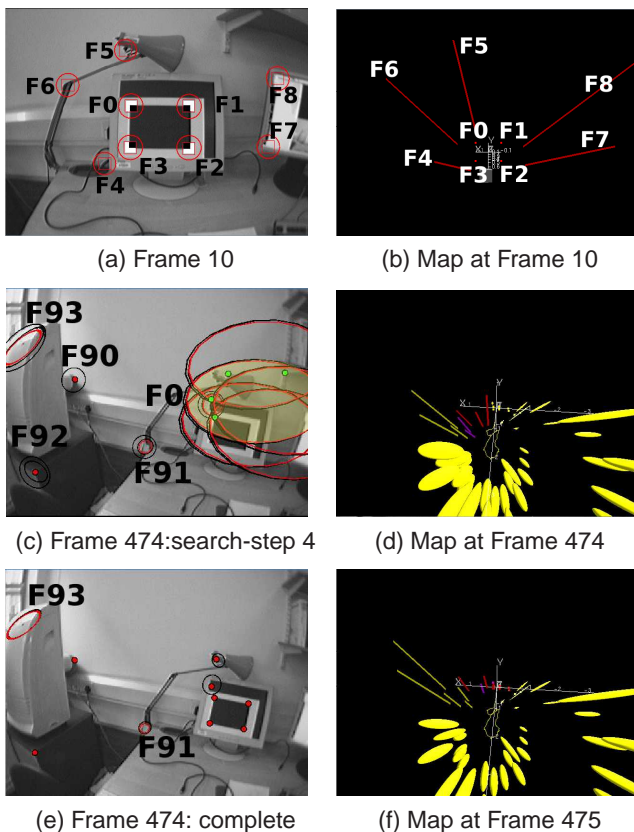 F5
F6
F0 F1
F8
F7
F3 F2
F4
F5
F6
F8
F0 F1
X Y
F7
F4
F3 F2
(a) Frame 10
(b) Map at Frame 10
F93
F90
F0
F92
F91
Y
X
(c) Frame 474:search-step 4
(d) Map at Frame 474
F93
F91
Y
X
(e) Frame 474: complete
(f) Map at Frame 475